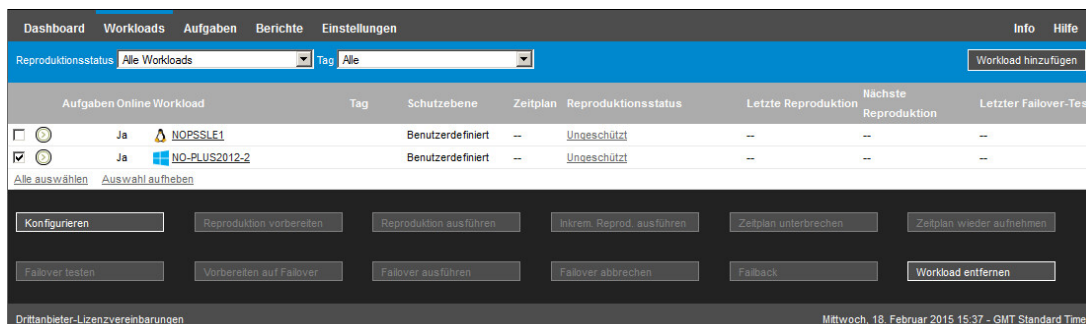 Dashboard Workloads Aufgaben Berichte Einstellungen Info Hilfe
Reproduktionsstatus Alle Workloads Tag Alle Workload hinzufügen
Aufgaben Online Workload Tag Schutzebene Zeitplan Reproduktionsstatus Letzte Reproduktion Nächste Reproduktion Letzter Failover-Tes
Ja NOPSSLE1 Benutzerdefiniert -- Ungeschützt -- -- --
Ja NO-PLUS2012-2 Benutzerdefiniert -- Ungeschützt -- -- --
Alle auswählen Auswahl aufheben
Konfigurieren Reproduktion vorbereiten Reproduktion ausführen Inkrem. Reprod. ausführen Zeitplan unterbrechen Zeitplan wieder aufnehmen
Failover testen Vorbereiten auf Failover Failover ausführen Failover abbrechen Failback Workload entfernen
Drittanbieter-Lizenzvereinbarungen Mittwoch, 18. Februar 2015 15:37 - GMT Standard Time